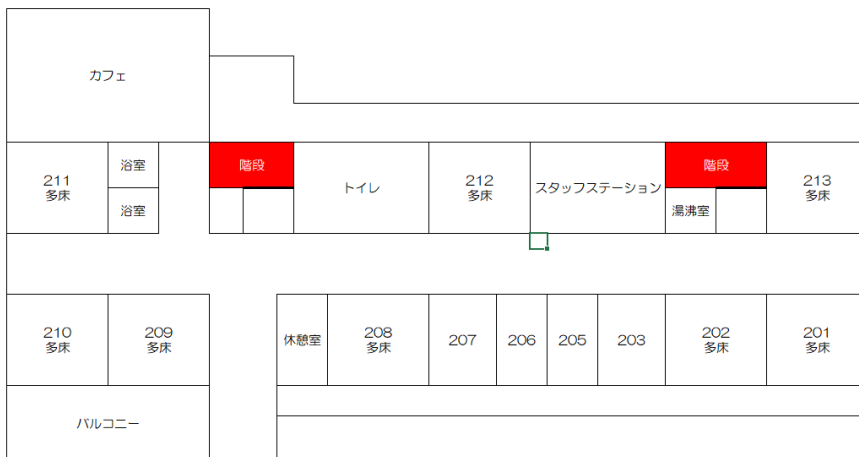 カフェ
211
多床
浴室
浴室
階段
トイレ
212
多床
スタッフステーション
階段
湯沸室
213
多床
210
多床
209
多床
休憩室
208
多床
207
206
205
203
202
多床
201
多床
バルコニー